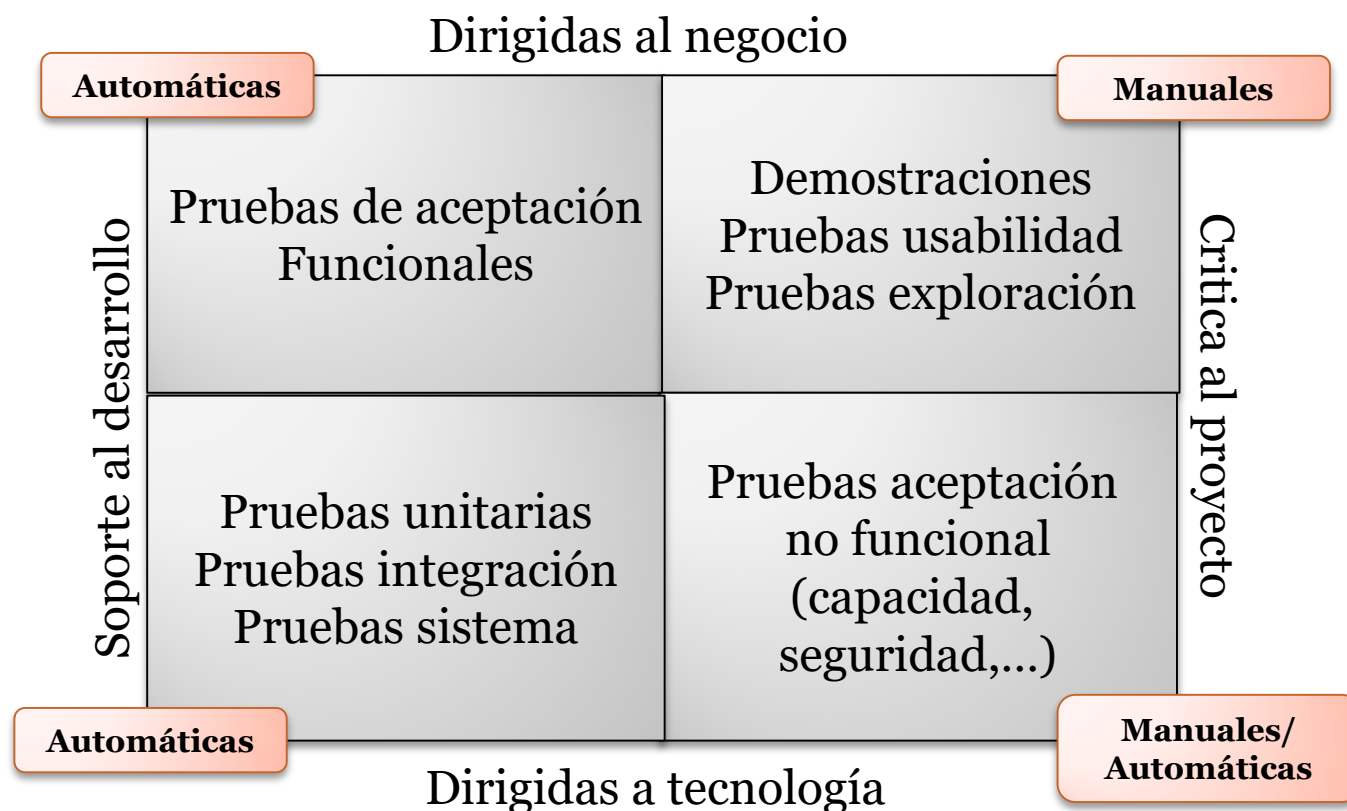 Dirigidas al negocio
Automáticas
Manuales
Pruebas de aceptación
Funcionales
Demostraciones
Pruebas usabilidad
Pruebas exploración
Soporte al desarrollo
Critica al proyecto
Pruebas unitarias
Pruebas integración
Pruebas sistema
Pruebas aceptación
no funcional
(capacidad,
seguridad,...)
Automáticas
Manuales/
Automáticas
Dirigidas a tecnología